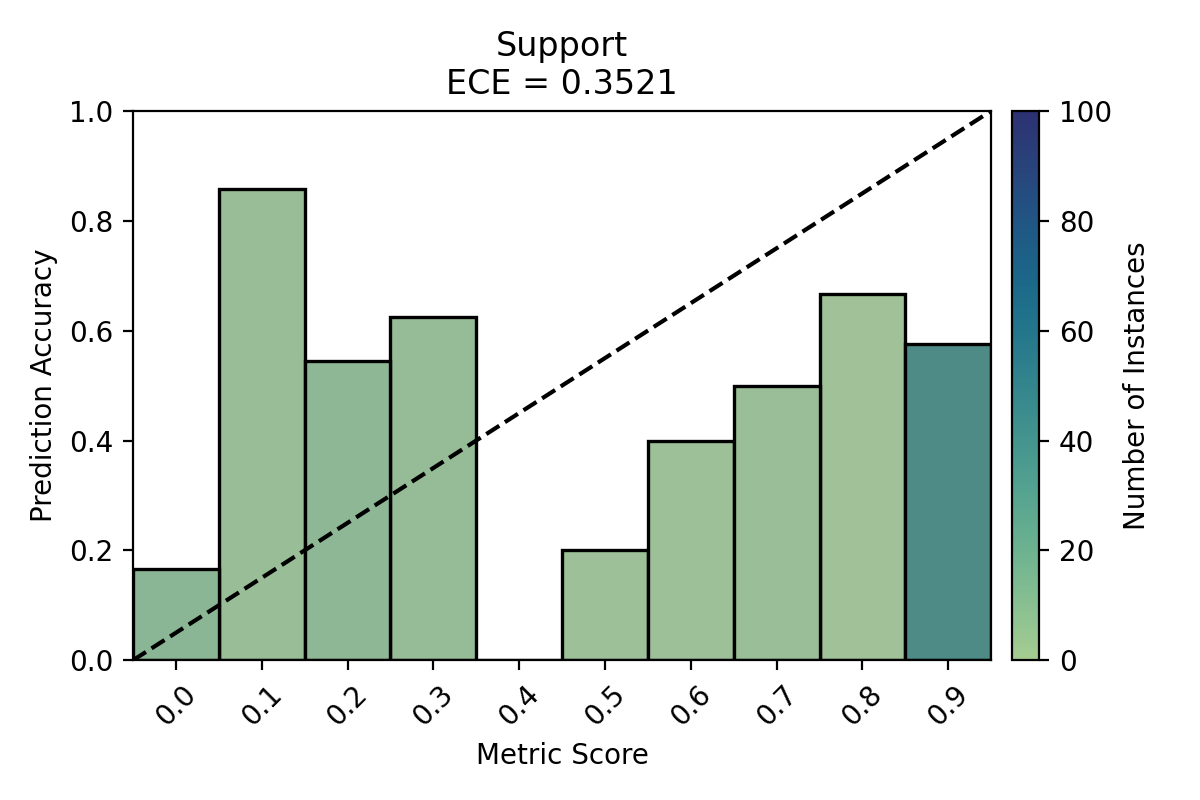 Support
ECE = 0.3521
Prediction Accuracy
1.0
0.8
0.6
0.4
0.2
0.0
0.0 0.1 0.2 0.3 0.4 0.5 0.6 0.7 0.8 0.9
Metric Score
100
80
60
40
20
0
Number of Instances